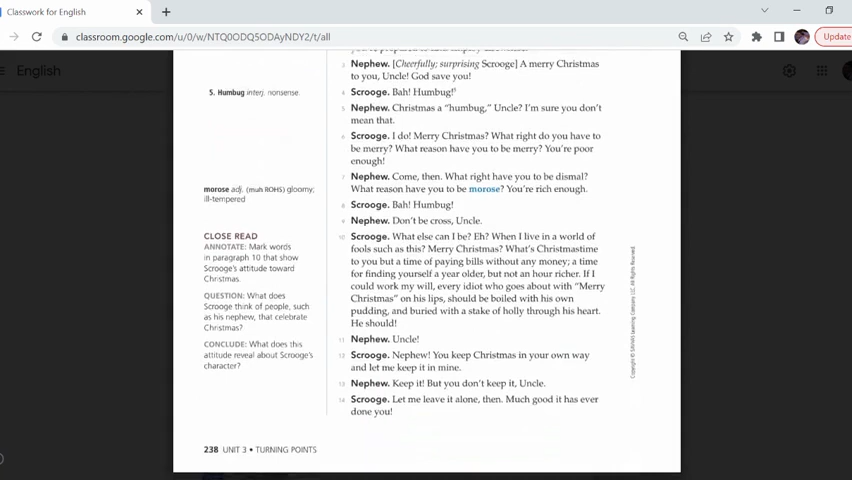 Classwork for English
classroom.google.com/u/0/w/NTQ0ODQ5ODAyNDY2/t/all
Update
English
Nephew. [Cheerfully; surprising Scrooge] A merry Christmas
to you, Uncle! God save you!
5. Humbug interj. nonsense.
4 Scrooge. Bah! Humbug!5
5 Nephew. Christmas a “humbug,” Uncle? I'm sure you don't
mean that.
6 Scrooge. I do! Merry Christmas? What right do you have to
be merry? What reason have you to be merry? You're poor
enough!
7 Nephew. Come, then. What right have you to be dismal?
What reason have you to be morose? You're rich enough.
morose adj. (muh ROHS) gloomy;
ill-tempered
8 Scrooge. Bah! Humbug!
9 Nephew. Don't be cross, Uncle.
10 Scrooge. What else can I be? Eh? When I live in a world of
fools such as this? Merry Christmas? What's Christmastime
to you but a time of paying bills without any money; a time
for finding yourself a year older, but not an hour richer. If I
could work my will, every idiot who goes about with “Merry
Christmas” on his lips, should be boiled with his own
pudding, and buried with a stake of holly through his heart.
He should!
CLOSE READ
ANNOTATE: Mark words
in paragraph 10 that show
Scrooge's attitude toward
Christmas.
QUESTION: What does
Scrooge think of people, such
as his nephew, that celebrate
Christmas?
CONCLUDE: What does this
attitude reveal about Scrooge's
character?
11 Nephew. Uncle!
12 Scrooge. Nephew! You keep Christmas in your own way
and let me keep it in mine.
13 Nephew. Keep it! But you don't keep it, Uncle.
14 Scrooge. Let me leave it alone, then. Much good it has ever
done you!
Copyright © SAVVAS Learning Company LLC. All Rights Reserved.
238 UNIT 3 • TURNING POINTS